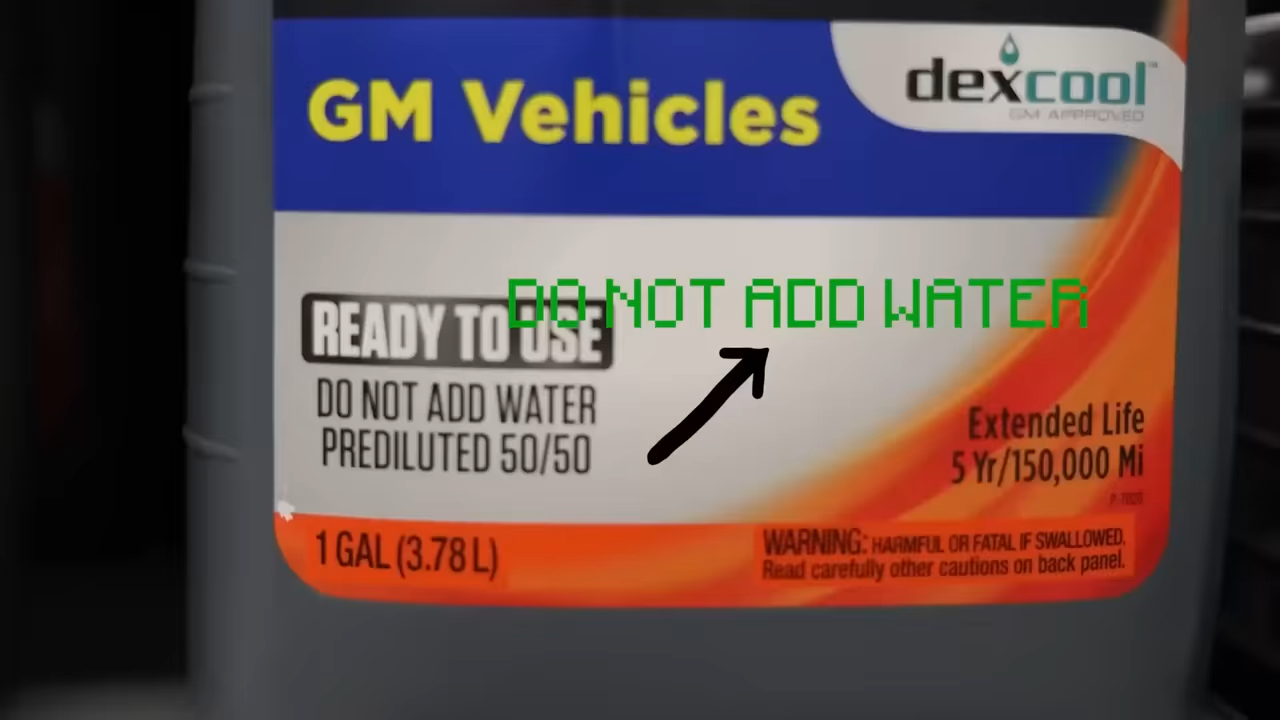 GM Vehicles
dexcool™
GM APPROVED
DO NOT ADD WATER
READY TO USE
DO NOT ADD WATER
PREDILUTED 50/50
Extended Life
5 Yr/150,000 Mi
1 GAL (3.78 L)
WARNING: HARMFUL OR FATAL IF SWALLOWED.
Read carefully other cautions on back panel.